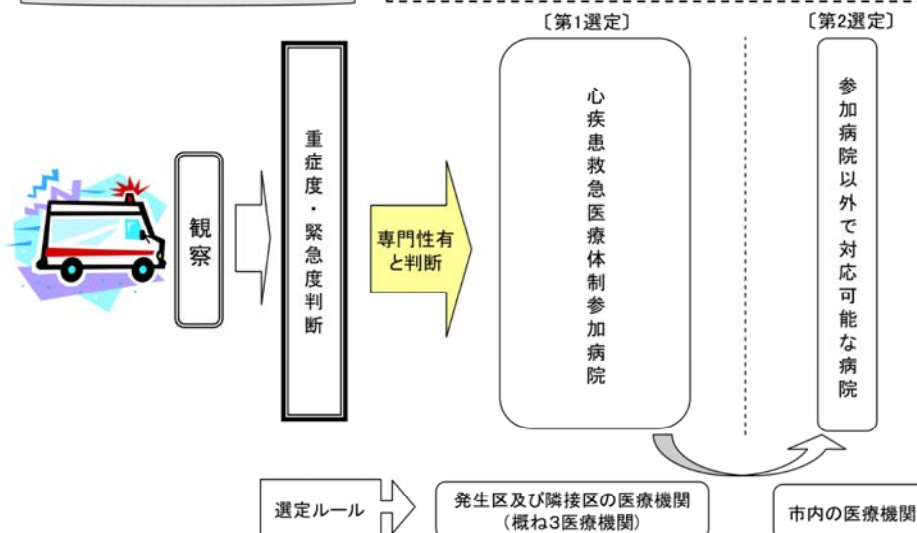 〔第1選定〕
〔第2選定〕
観察
重症度・緊急度判断
専門性有
と判断
心疾患救急医療体制参加病院
参加病院以外で対応可能な病院
選定ルール
発生区及び隣接区の医療機関
(概ね3医療機関)
市内の医療機関